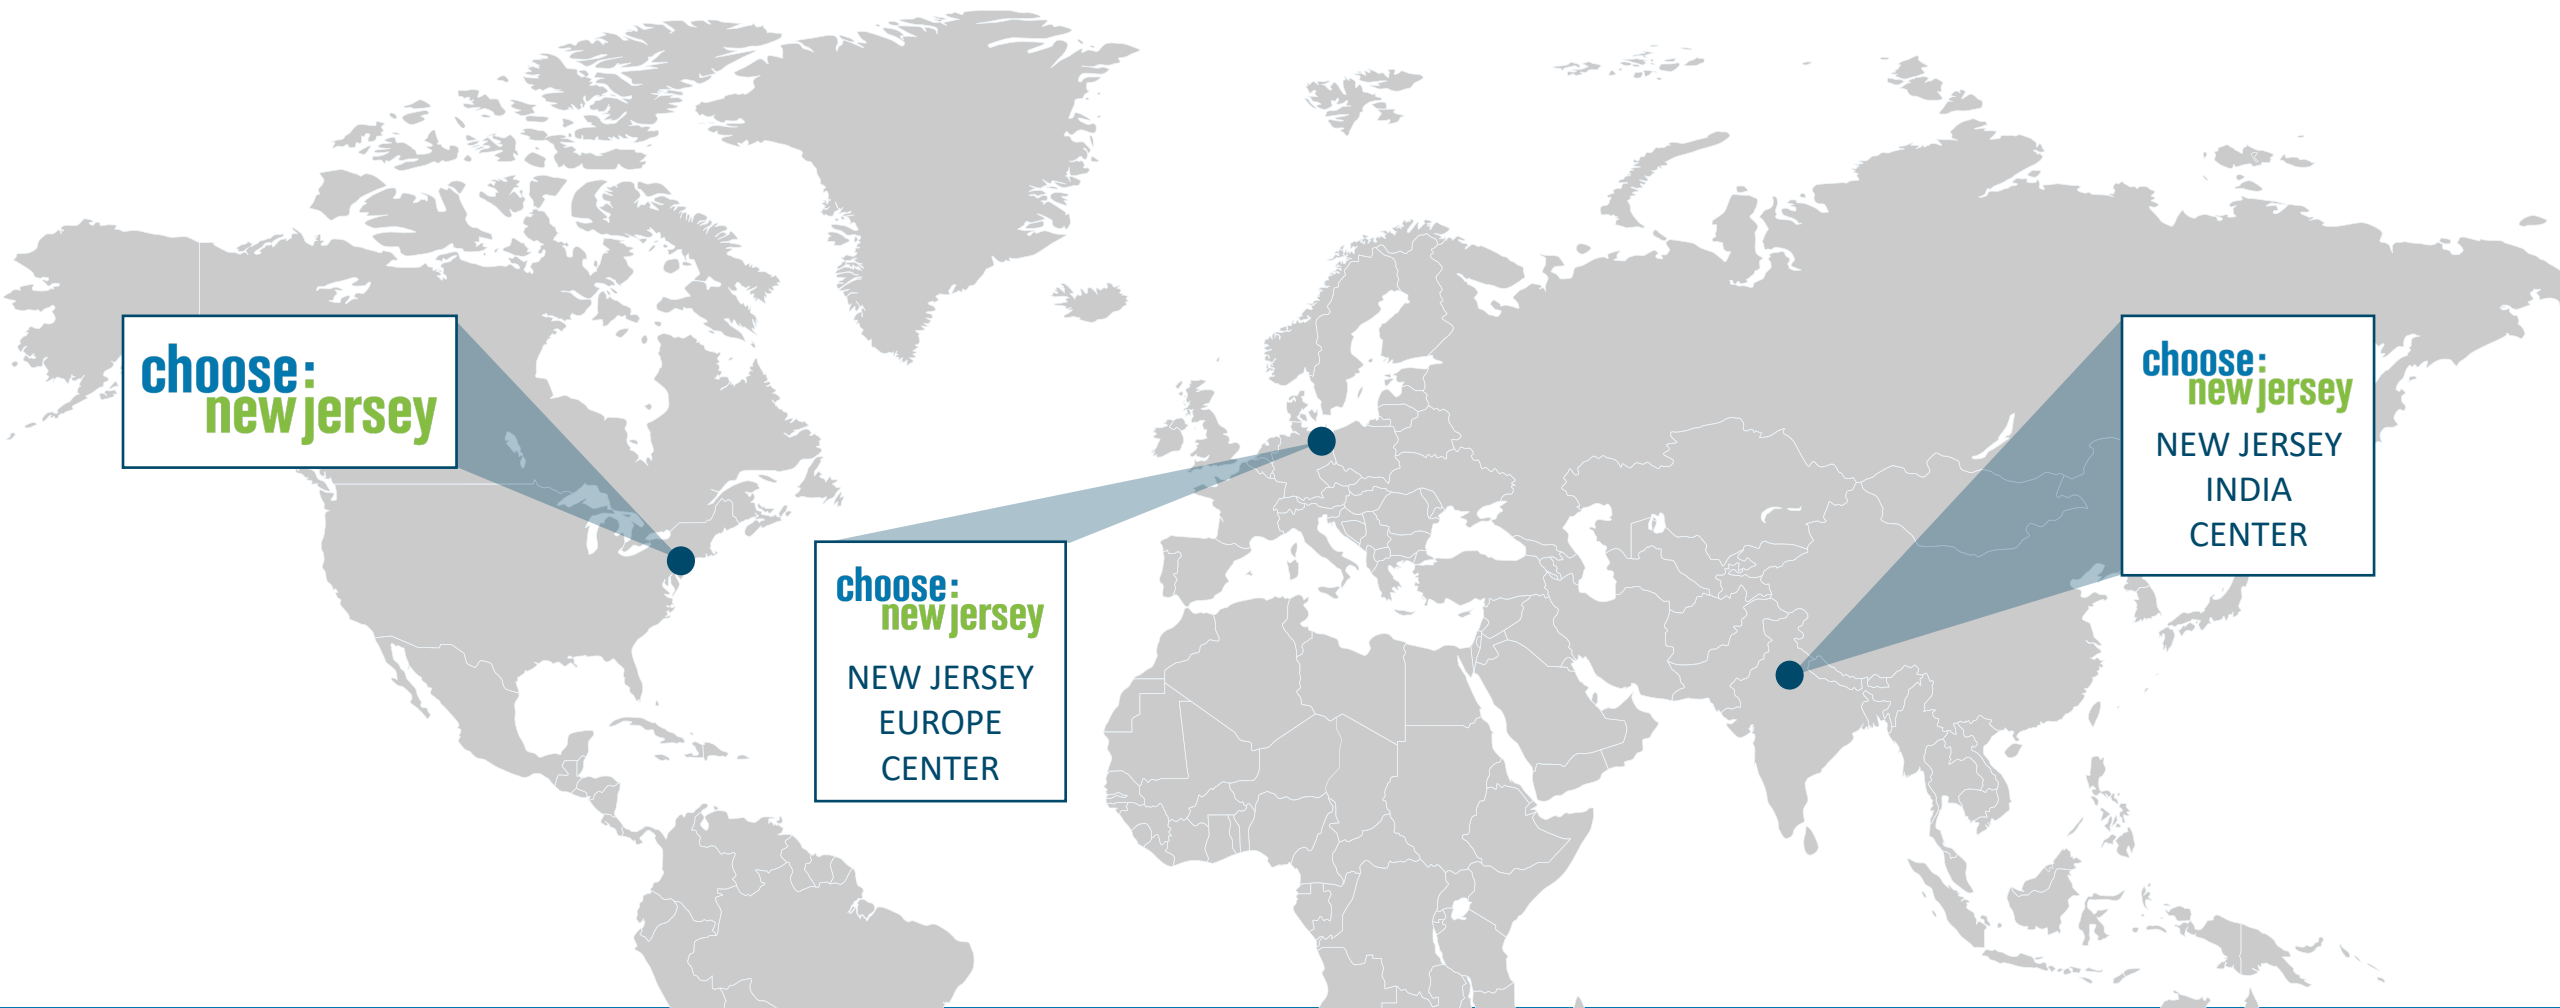 choose:
new jersey
choose:
new jersey
NEW JERSEY
EUROPE
CENTER
choose:
new jersey
NEW JERSEY
INDIA
CENTER